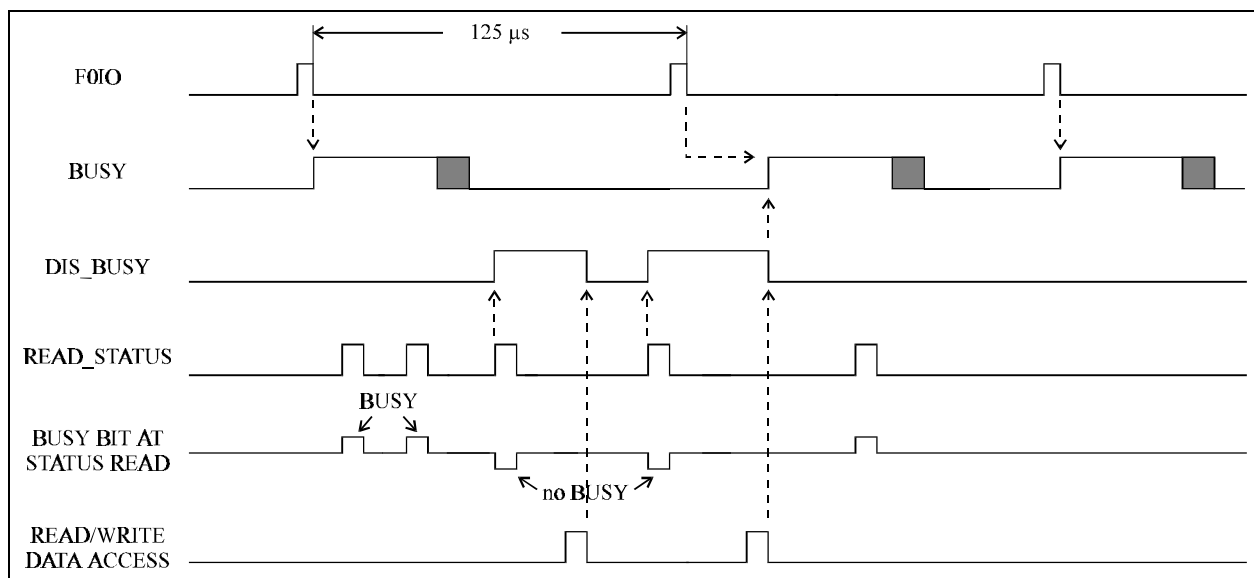 125 µs
F0IO
BUSY
DIS_BUSY
READ_STATUS
BUSY
BUSY BIT AT
STATUS READ
no BUSY
READ/WRITE
DATA ACCESS